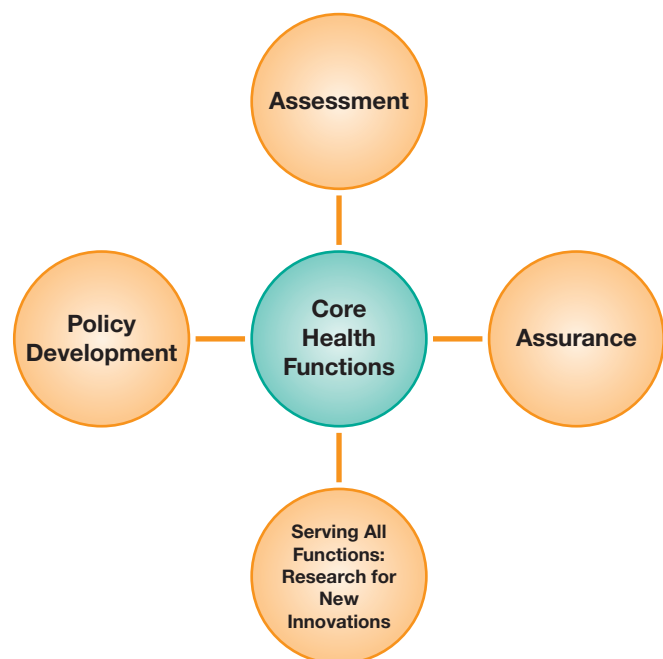 Assessment
Policy
Development
Core
Health
Functions
Assurance
Serving All
Functions:
Research for
New
Innovations